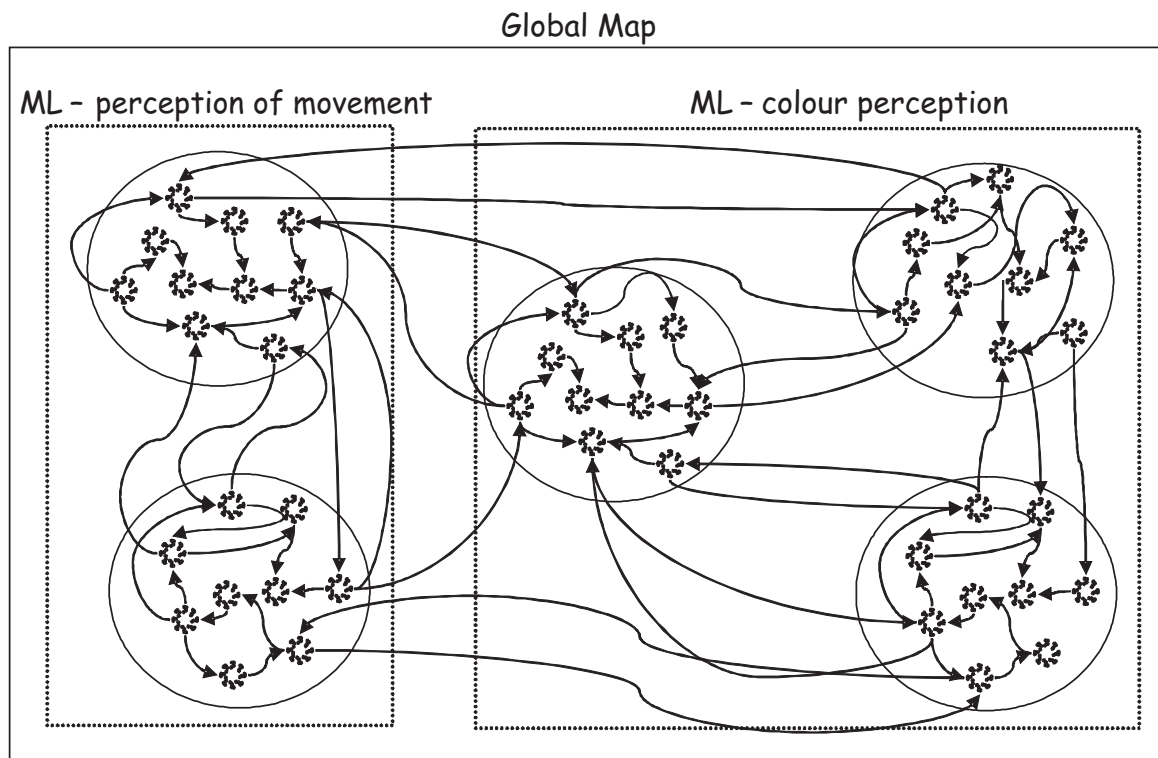 Global Map
ML – perception of movement
ML – colour perception